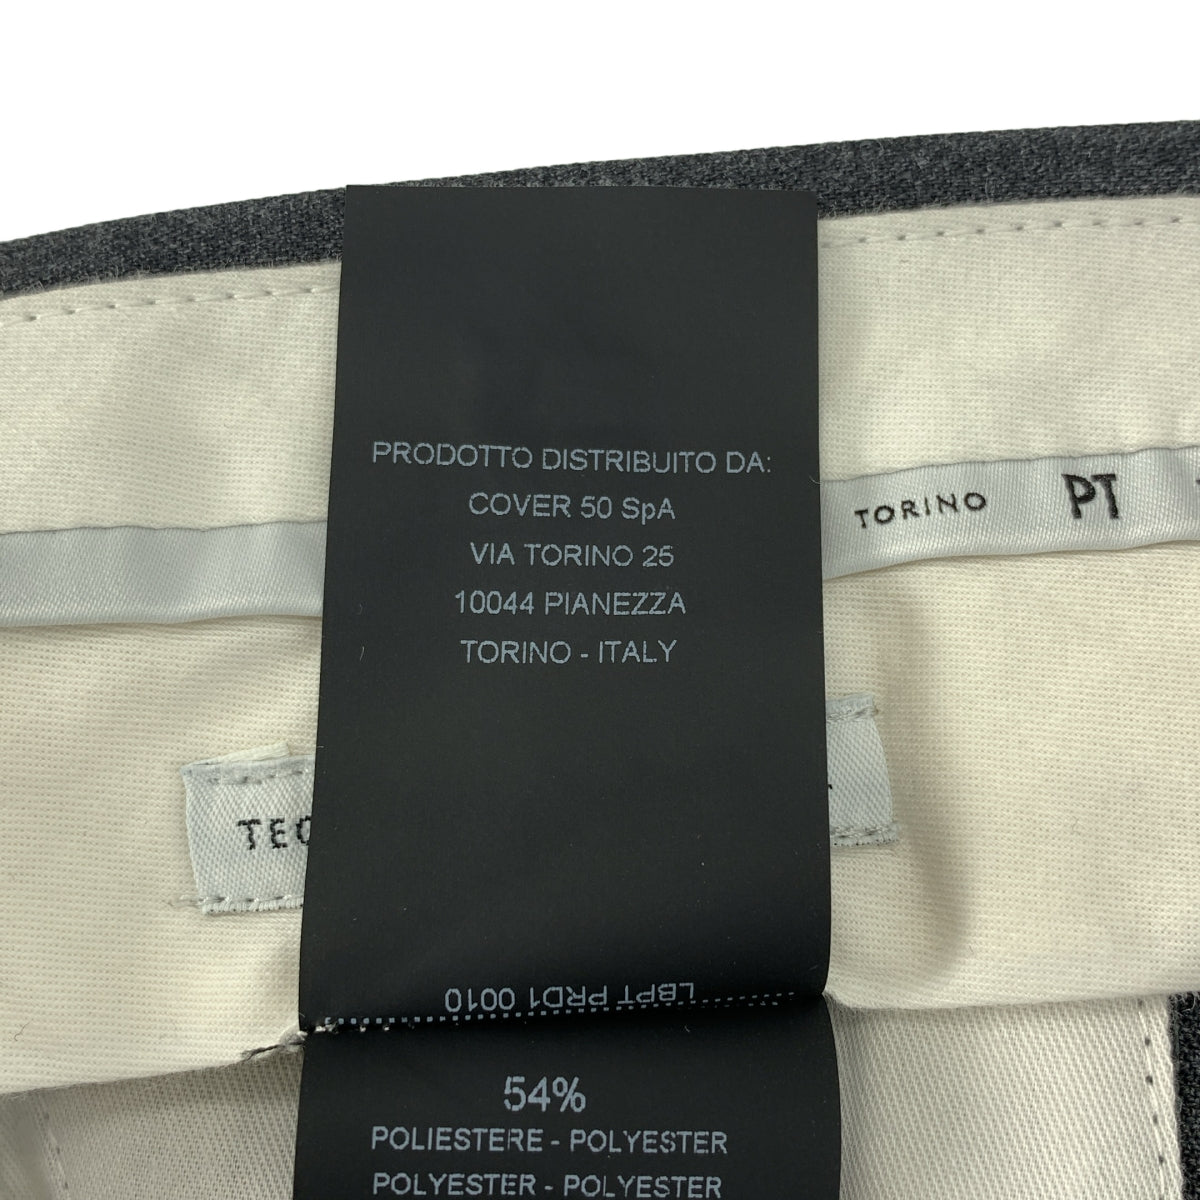 PRODOTTO DISTRIBUITO DA:
COVER 50 SpA
VIA TORINO 25
10044 PIANEZZA
TORINO - ITALY
TORINO PT
LBPT PRD1 0010
54%
POLIESTERE - POLYESTER
POLYESTER - POLYESTER